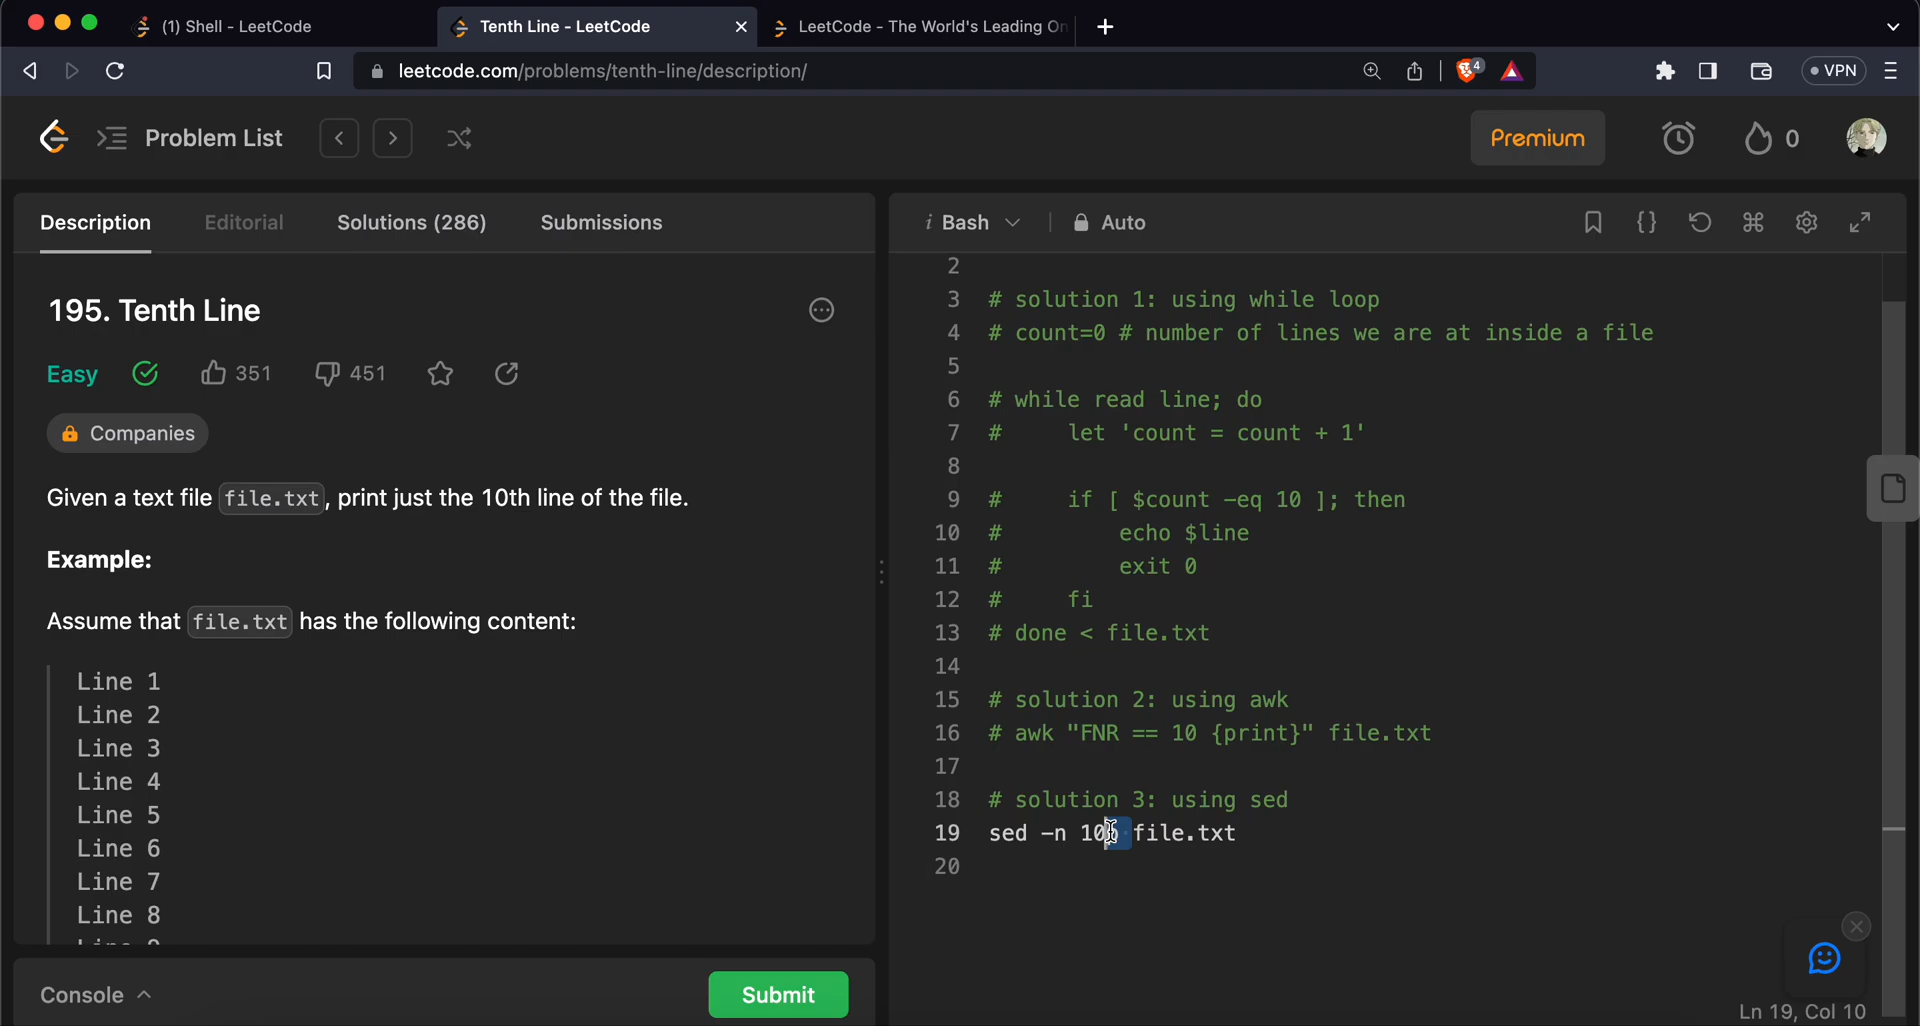 (1) Shell - LeetCode
Tenth Line - LeetCode
LeetCode - The World's Leading On
leetcode.com/problems/tenth-line/description/
4
VPN
Problem List
Premium
0
Description
Editorial
Solutions (286)
Submissions
195. Tenth Line
Easy
351
451
Companies
Given a text file file.txt, print just the 10th line of the file.
Example:
Assume that file.txt has the following content:
Line 1
Line 2
Line 3
Line 4
Line 5
Line 6
Line 7
Line 8
Console
Submit
i Bash
Auto
2
3 # solution 1: using while loop
4 # count=0 # number of lines we are at inside a file
5
6 # while read line; do
7 #     let 'count = count + 1'
8
9 #     if [ $count -eq 10 ]; then
10 #         echo $line
11 #         exit 0
12 #     fi
13 # done < file.txt
14
15 # solution 2: using awk
16 # awk "FNR == 10 {print}" file.txt
17
18 # solution 3: using sed
19 sed -n file.txt
20
Ln 19, Col 10